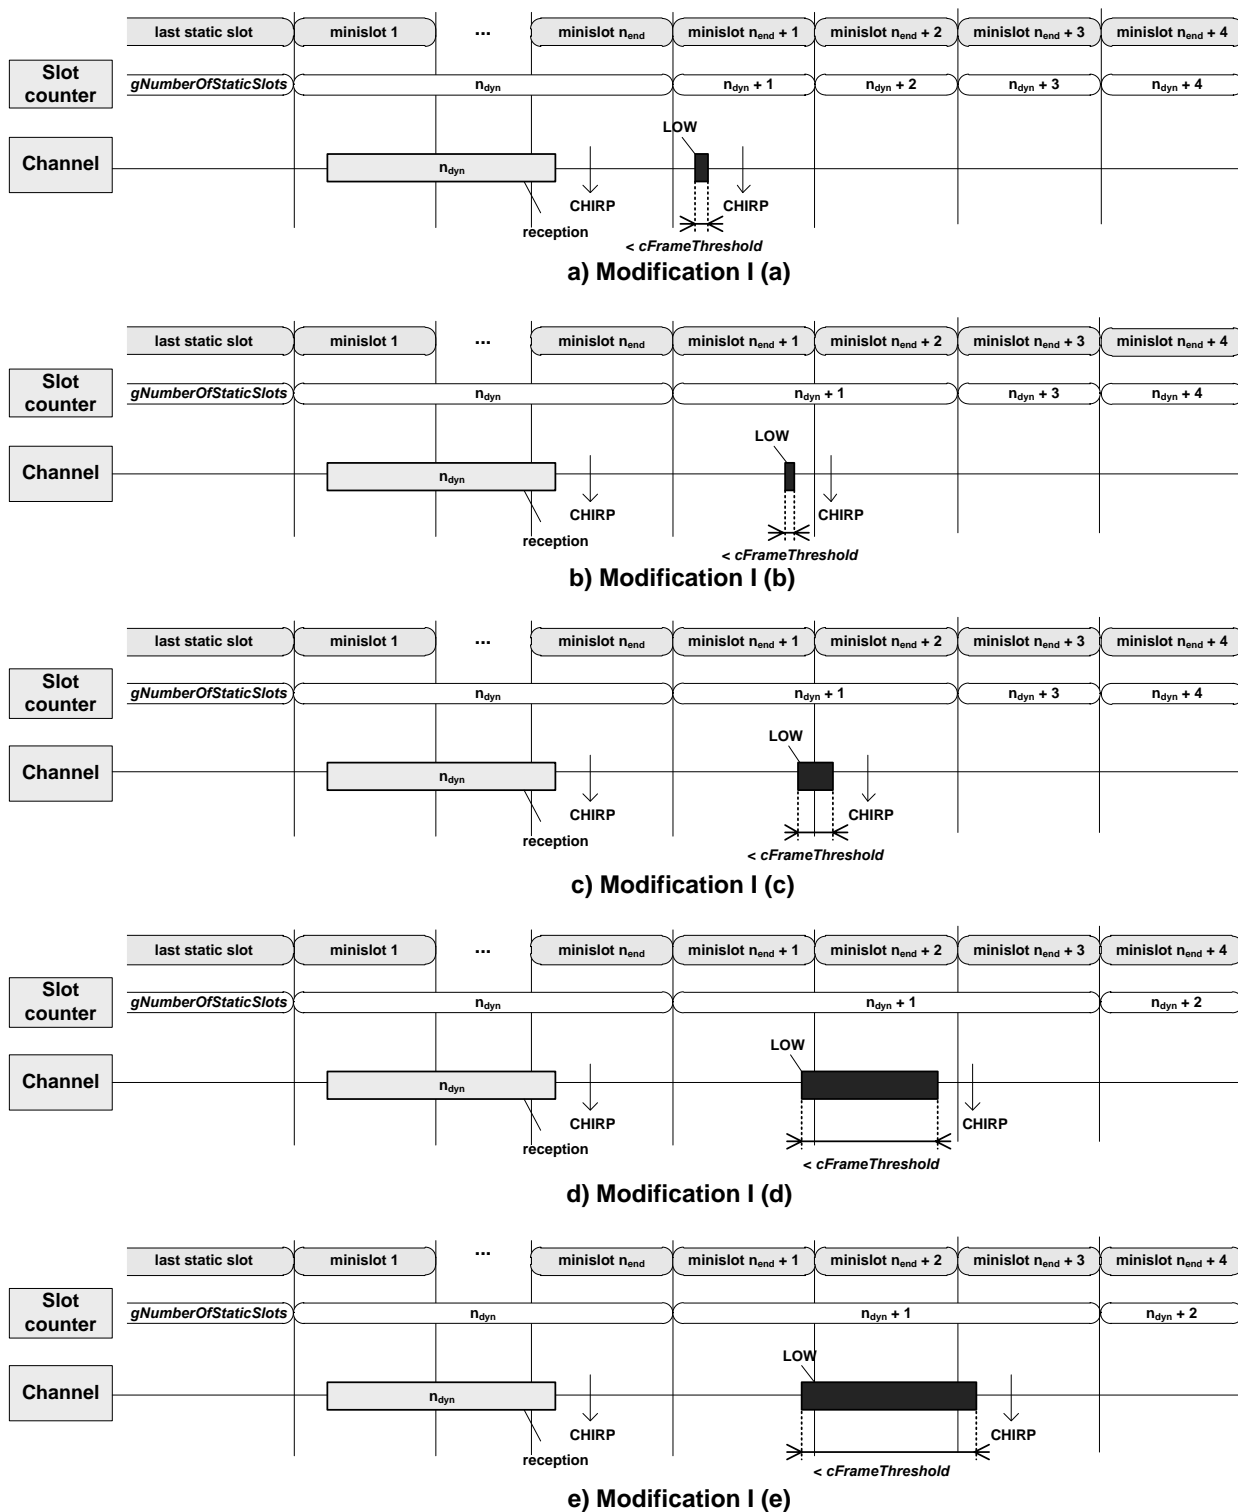 last static slot minislot 1 ... minislot nend minislot nend + 1 minislot nend + 2 minislot nend + 3 minislot nend + 4
Slot
counter
gNumberOfStaticSlots ndyn ndyn + 1 ndyn + 2 ndyn + 3 ndyn + 4
LOW
Channel
ndyn
CHIRP CHIRP
reception
< cFrameThreshold
a) Modification I (a)
last static slot minislot 1 ... minislot nend minislot nend + 1 minislot nend + 2 minislot nend + 3 minislot nend + 4
Slot
counter
gNumberOfStaticSlots ndyn ndyn + 1 ndyn + 3 ndyn + 4
LOW
Channel
ndyn
CHIRP CHIRP
reception
< cFrameThreshold
b) Modification I (b)
last static slot minislot 1 ... minislot nend minislot nend + 1 minislot nend + 2 minislot nend + 3 minislot nend + 4
Slot
counter
gNumberOfStaticSlots ndyn ndyn + 1 ndyn + 3 ndyn + 4
LOW
Channel
ndyn
CHIRP CHIRP
reception
< cFrameThreshold
c) Modification I (c)
last static slot minislot 1 ... minislot nend minislot nend + 1 minislot nend + 2 minislot nend + 3 minislot nend + 4
Slot
counter
gNumberOfStaticSlots ndyn ndyn + 1 ndyn + 2
LOW
Channel
ndyn
CHIRP CHIRP
reception
< cFrameThreshold
d) Modification I (d)
last static slot minislot 1 ... minislot nend minislot nend + 1 minislot nend + 2 minislot nend + 3 minislot nend + 4
Slot
counter
gNumberOfStaticSlots ndyn ndyn + 1 ndyn + 2
LOW
Channel
ndyn
CHIRP CHIRP
reception
< cFrameThreshold
e) Modification I (e)